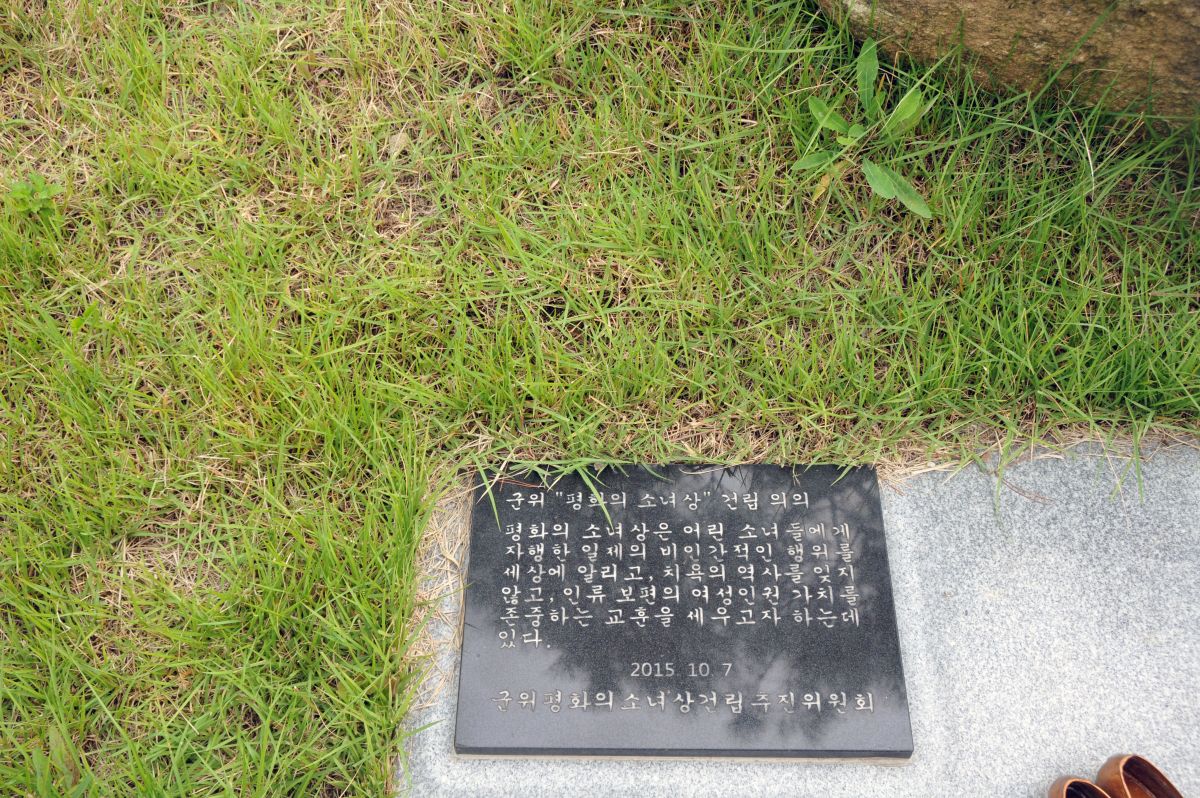 군위 "평화의 소녀상" 건립 의의
평화의 소녀상은 어린 소녀들에게
자행한 일제의 비인간적인 행위를
세상에 알리고, 치욕의 역사를 잊지
않고, 인류 보편의 여성인권 가치를
존중하는 교훈을 세우고자 하는데
있다.
2015. 10. 7
군위평화의소녀상건립추진위원회